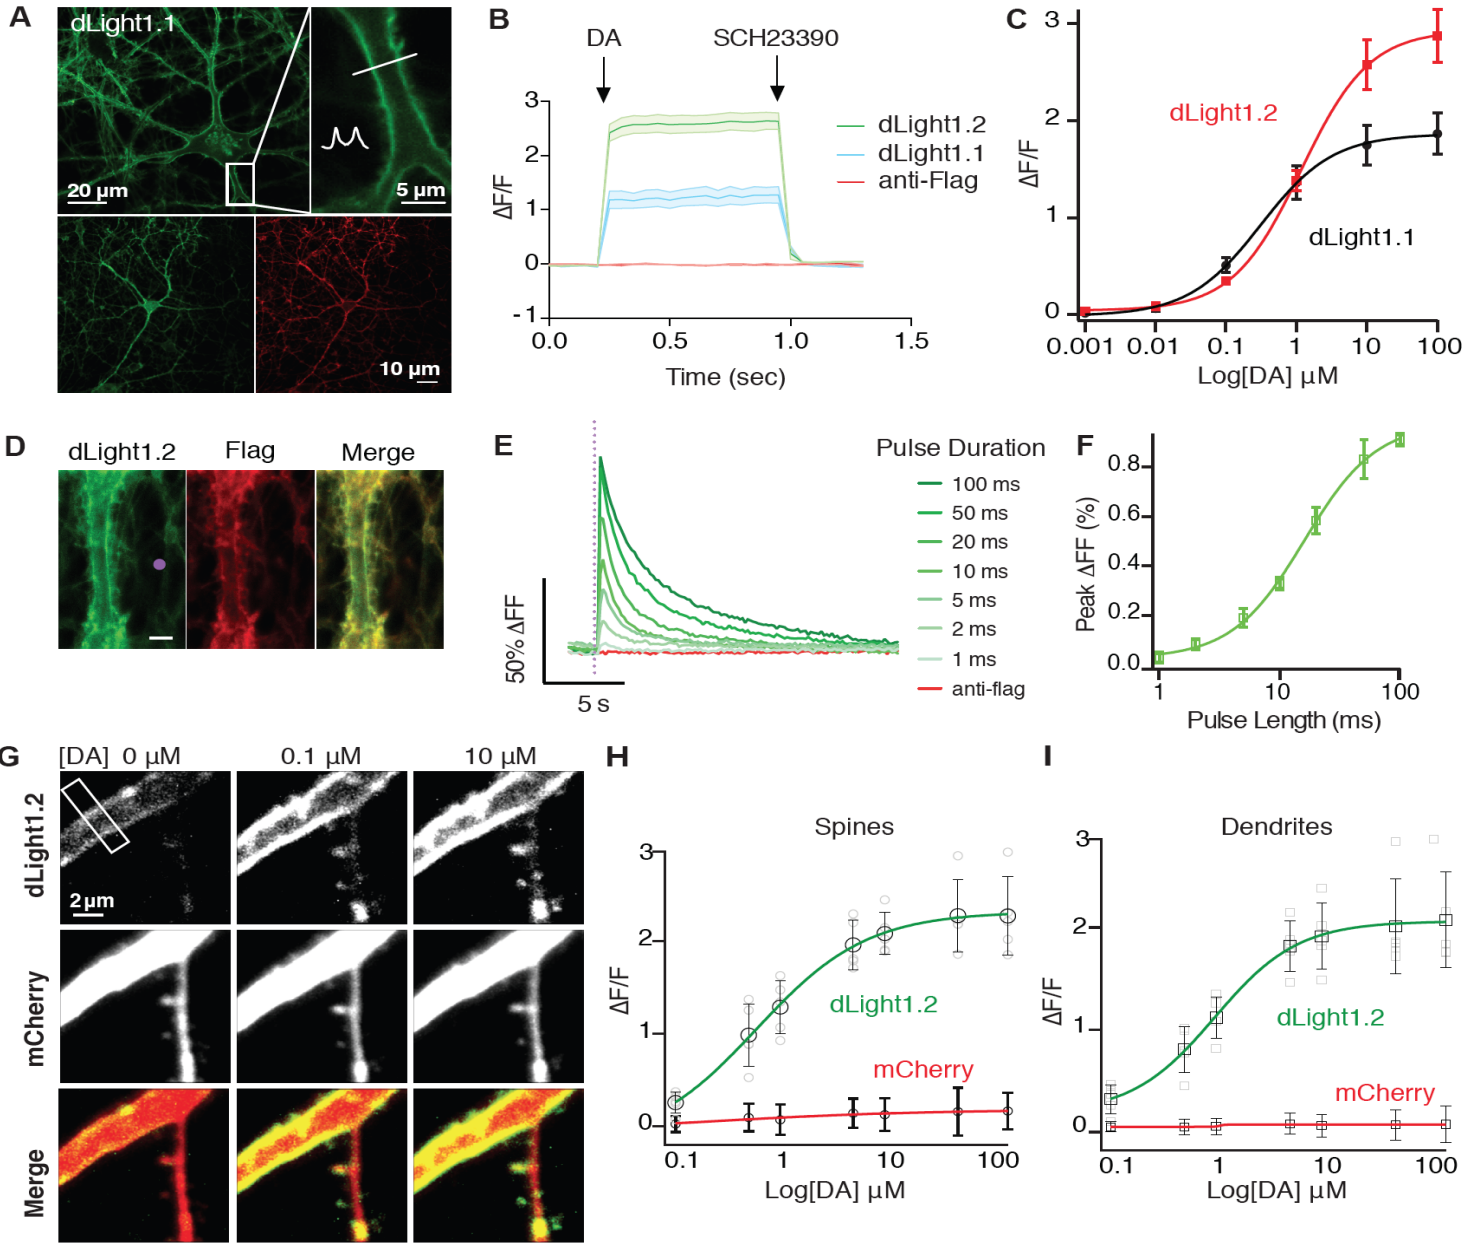 A
dLight1.1
20 µm
5 µm
10 µm
B
DA
SCH23390
3
2
1
0
-1
ΔF/F
0.0
0.5
1.0
1.5
Time (sec)
dLight1.2
dLight1.1
anti-Flag
C
3
2
1
0
ΔF/F
dLight1.2
dLight1.1
0.001
0.01
0.1
1
10
100
Log[DA] µM
D
dLight1.2
Flag
Merge
E
50% ΔFF
5 s
Pulse Duration
100 ms
50 ms
20 ms
10 ms
5 ms
2 ms
1 ms
anti-flag
F
Peak ΔFF (%)
0.8
0.6
0.4
0.2
0.0
1
10
100
Pulse Length (ms)
G
[DA] 0 µM
0.1 µM
10 µM
dLight1.2
2 µm
mCherry
Merge
H
Spines
3
2
1
0
ΔF/F
dLight1.2
mCherry
0.1
1
10
100
Log[DA] µM
I
Dendrites
3
2
1
0
ΔF/F
dLight1.2
mCherry
0.1
1
10
100
Log[DA] µM